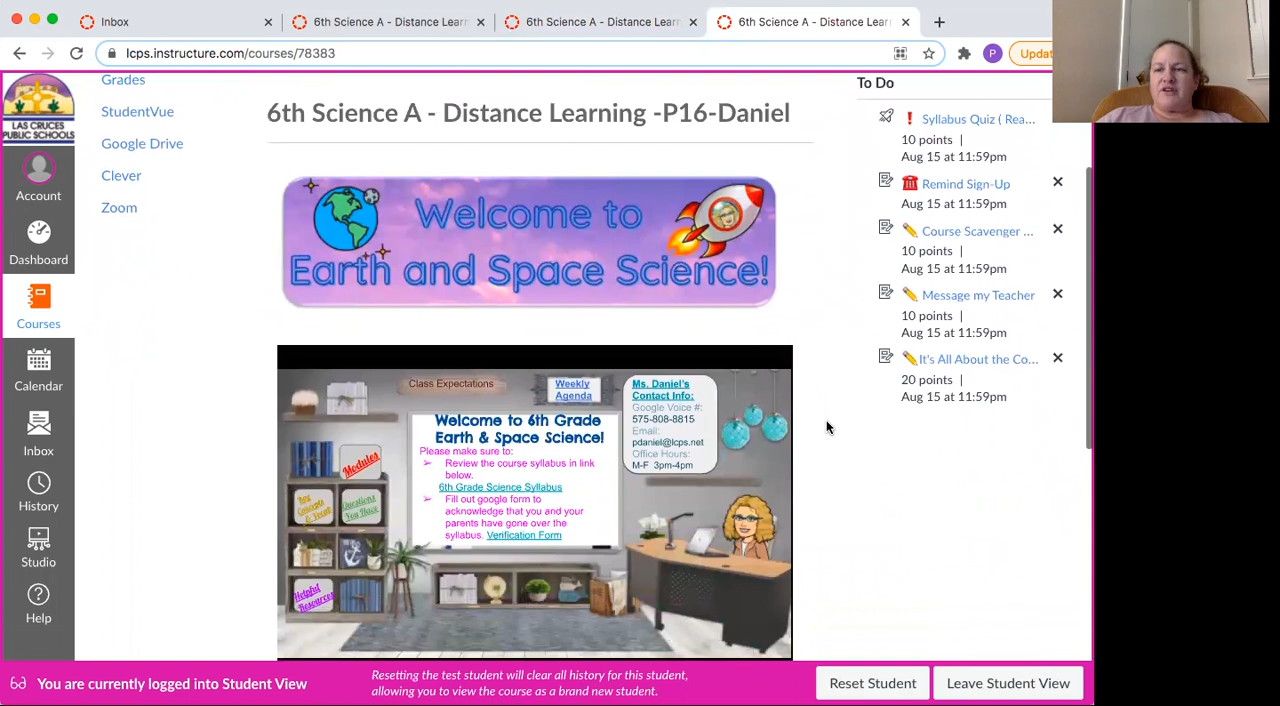 Inbox
6th Science A - Distance Learn
6th Science A - Distance Learn
6th Science A - Distance Learn
lcps.instructure.com/courses/78383
P
Updat
LAS CRUCES
PUBLIC SCHOOLS
Account
Dashboard
Courses
Calendar
Inbox
History
Studio
Help
Grades
StudentVue
Google Drive
Clever
Zoom
6th Science A - Distance Learning -P16-Daniel
Welcome to
Earth and Space Science!
Class Expectations
Weekly
Agenda
Ms. Daniel's
Contact Info:
Google Voice #:
575-808-8815
Email:
pdaniel@lcps.net
Office Hours:
M-F 3pm-4pm
Welcome to 6th Grade
Earth & Space Science!
Please make sure to:
➢ Review the course syllabus in link
below.
6th Grade Science Syllabus
➢ Fill out google form to
acknowledge that you and your
parents have gone over the
syllabus. Verification Form
Modules
Questions
You Have
Helpful
Resources
To Do
❗ Syllabus Quiz ( Rea...
10 points |
Aug 15 at 11:59pm
☎️ Remind Sign-Up
Aug 15 at 11:59pm
✏️ Course Scavenger ...
10 points |
Aug 15 at 11:59pm
✏️ Message my Teacher
10 points |
Aug 15 at 11:59pm
✏️It's All About the Co...
20 points |
Aug 15 at 11:59pm
You are currently logged into Student View
Resetting the test student will clear all history for this student,
allowing you to view the course as a brand new student.
Reset Student
Leave Student View